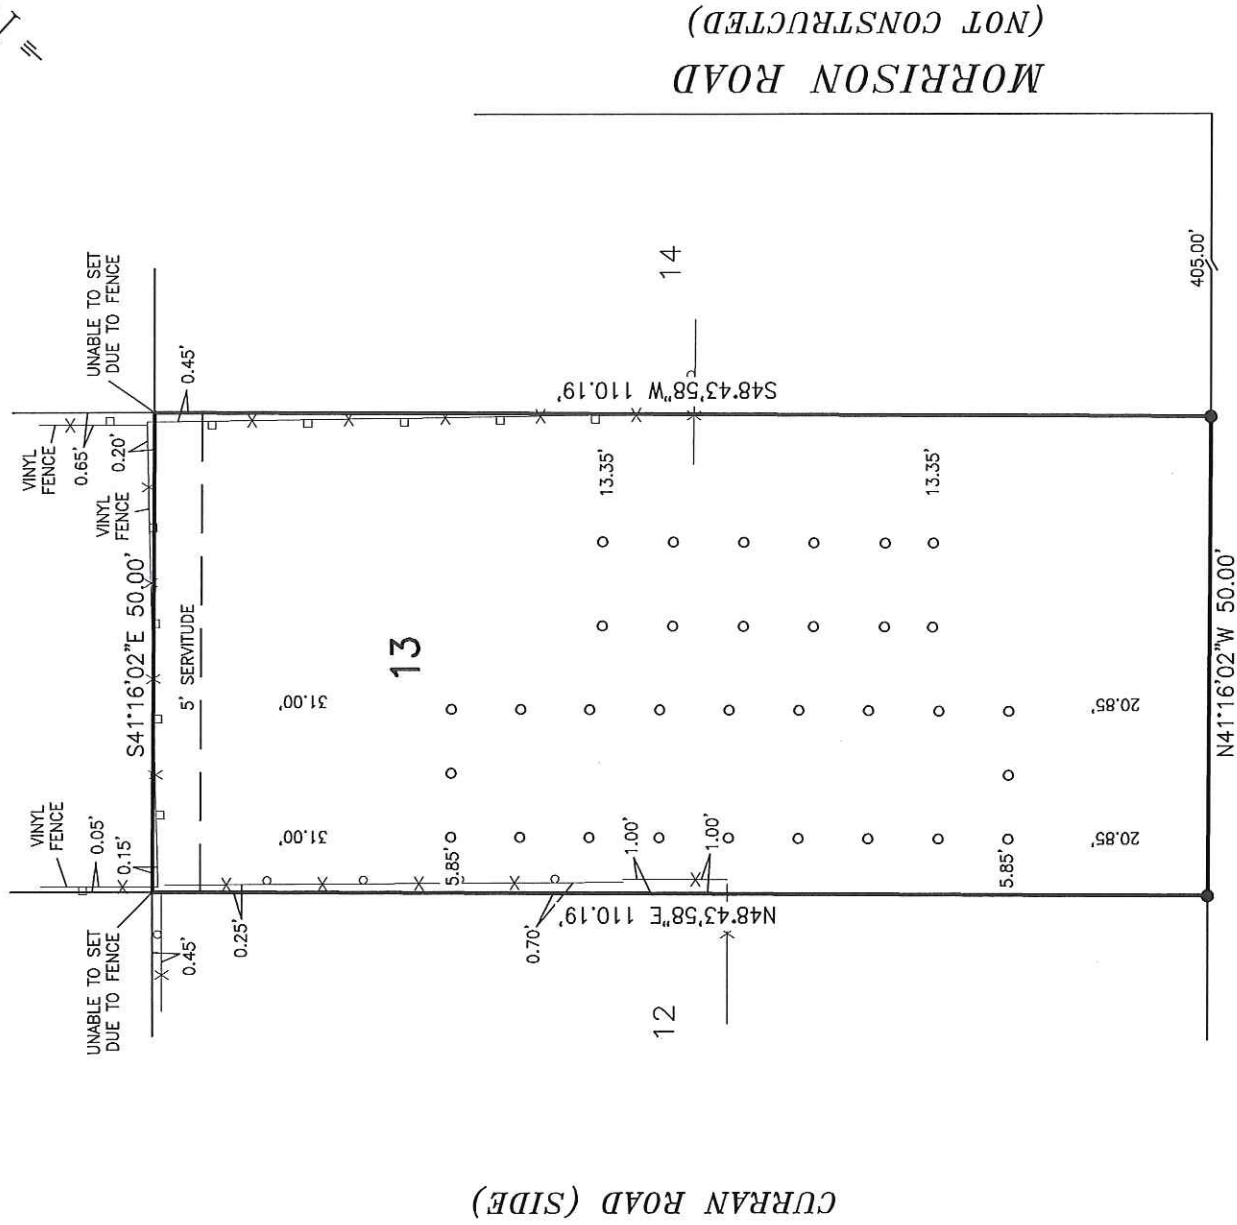 (NOT CONSTRUCTED)
MORRISON ROAD
UNABLE TO SET
DUE TO FENCE
0.45'
14
405.00'
S48°43'58"W 110.19'
VINYL
FENCE
0.65'
0.20'
VINYL
FENCE
13.35'
13.35'
S41°16'02"E 50.00'
5' SERVITUDE
13
31.00'
20.85'
N41°16'02"W 50.00'
VINYL
FENCE
0.05'
0.15'
31.00'
5.85'
1.00'
1.00'
5.85'
20.85'
UNABLE TO SET
DUE TO FENCE
0.45'
0.25'
0.70'
N48°43'58"E 110.19'
12
CURRAN ROAD (SIDE)